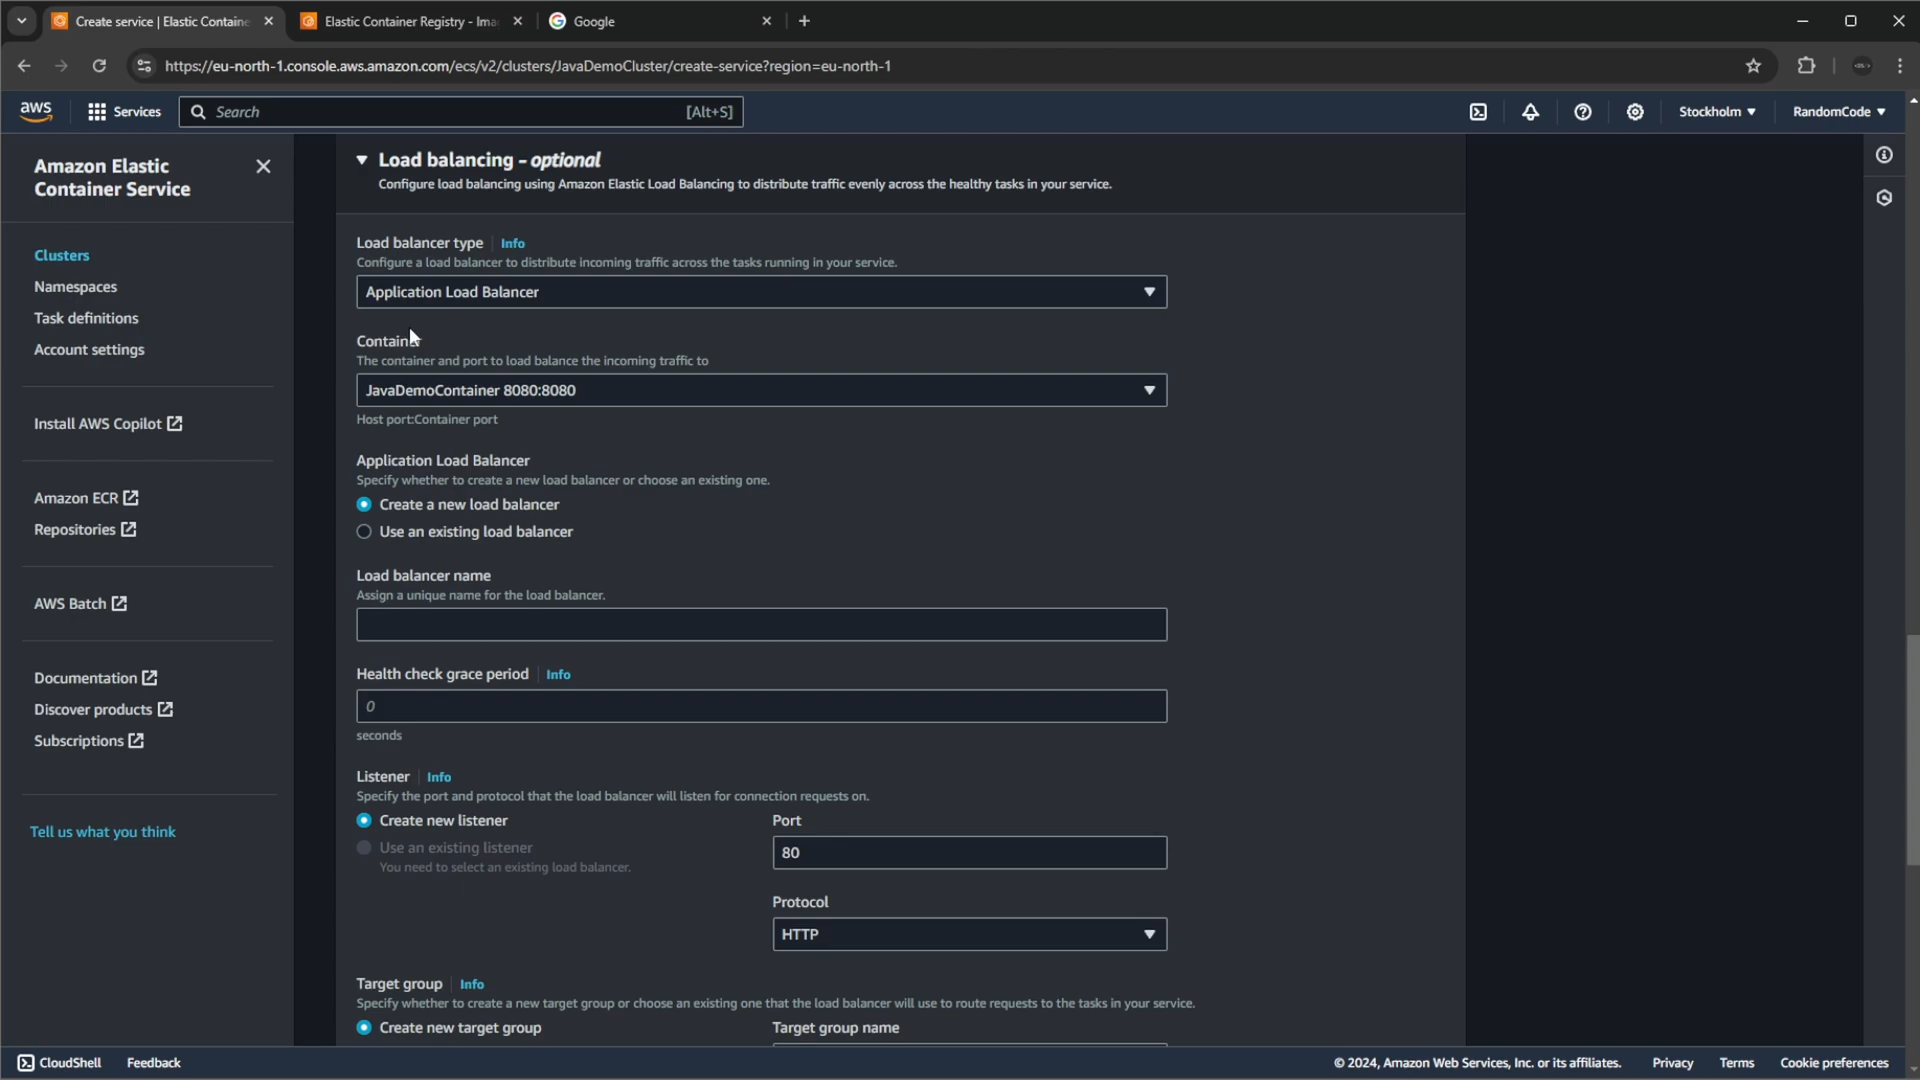 Create service | Elastic Containe
Elastic Container Registry - Ima
Google
https://eu-north-1.console.aws.amazon.com/ecs/v2/clusters/JavaDemoCluster/create-service?region=eu-north-1
aws
Services
Search
[Alt+S]
Stockholm
RandomCode
Amazon Elastic
Container Service
Clusters
Namespaces
Task definitions
Account settings
Install AWS Copilot
Amazon ECR
Repositories
AWS Batch
Documentation
Discover products
Subscriptions
Tell us what you think
Load balancing - optional
Configure load balancing using Amazon Elastic Load Balancing to distribute traffic evenly across the healthy tasks in your service.
Load balancer type Info
Configure a load balancer to distribute incoming traffic across the tasks running in your service.
Application Load Balancer
Container
The container and port to load balance the incoming traffic to
JavaDemoContainer 8080:8080
Host port:Container port
Application Load Balancer
Specify whether to create a new load balancer or choose an existing one.
Create a new load balancer
Use an existing load balancer
Load balancer name
Assign a unique name for the load balancer.
Health check grace period Info
0
seconds
Listener Info
Specify the port and protocol that the load balancer will listen for connection requests on.
Create new listener
Use an existing listener
You need to select an existing load balancer.
Port
80
Protocol
HTTP
Target group Info
Specify whether to create a new target group or choose an existing one that the load balancer will use to route requests to the tasks in your service.
Create new target group
Target group name
CloudShell
Feedback
© 2024, Amazon Web Services, Inc. or its affiliates.
Privacy
Terms
Cookie preferences